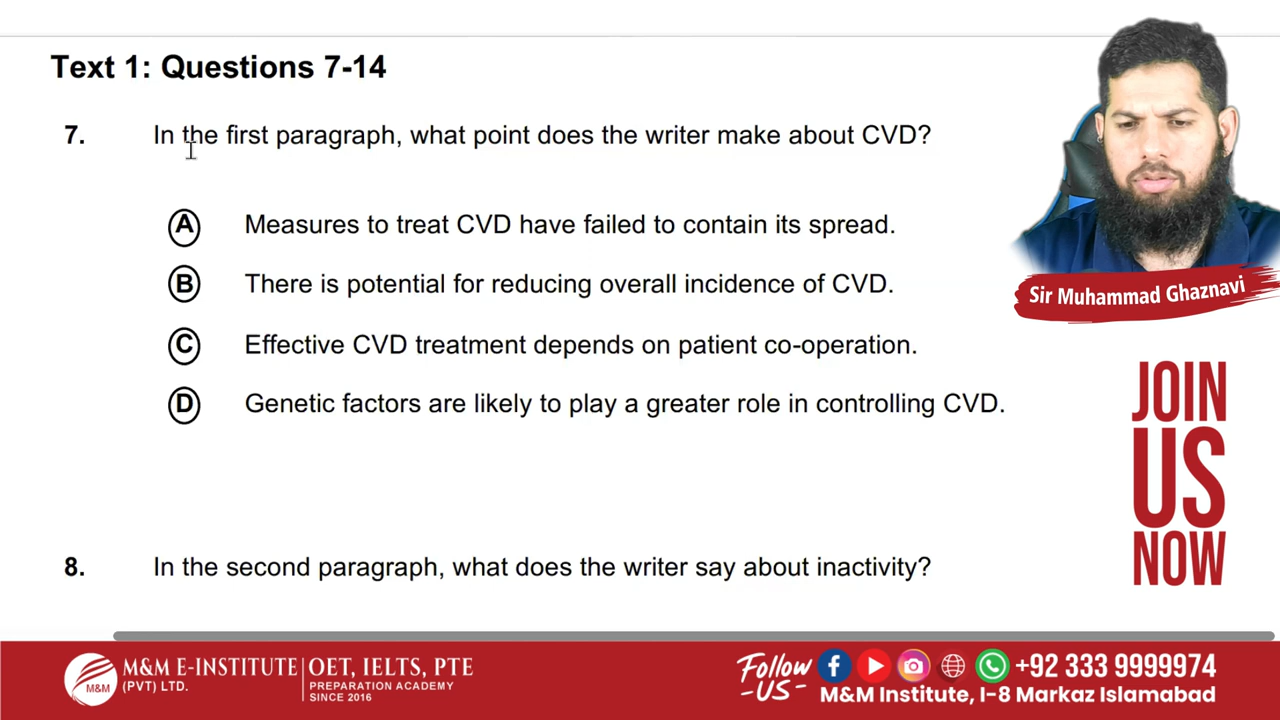 Text 1: Questions 7-14
7. In the first paragraph, what point does the writer make about CVD?
A Measures to treat CVD have failed to contain its spread.
B There is potential for reducing overall incidence of CVD.
C Effective CVD treatment depends on patient co-operation.
D Genetic factors are likely to play a greater role in controlling CVD.
8. In the second paragraph, what does the writer say about inactivity?
Sir Muhammad Ghaznavi
JOIN
US
NOW
M&M
M&M E-INSTITUTE
(PVT) LTD.
OET, IELTS, PTE
PREPARATION ACADEMY
SINCE 2016
Follow
-US-
+92 333 9999974
M&M Institute, I-8 Markaz Islamabad